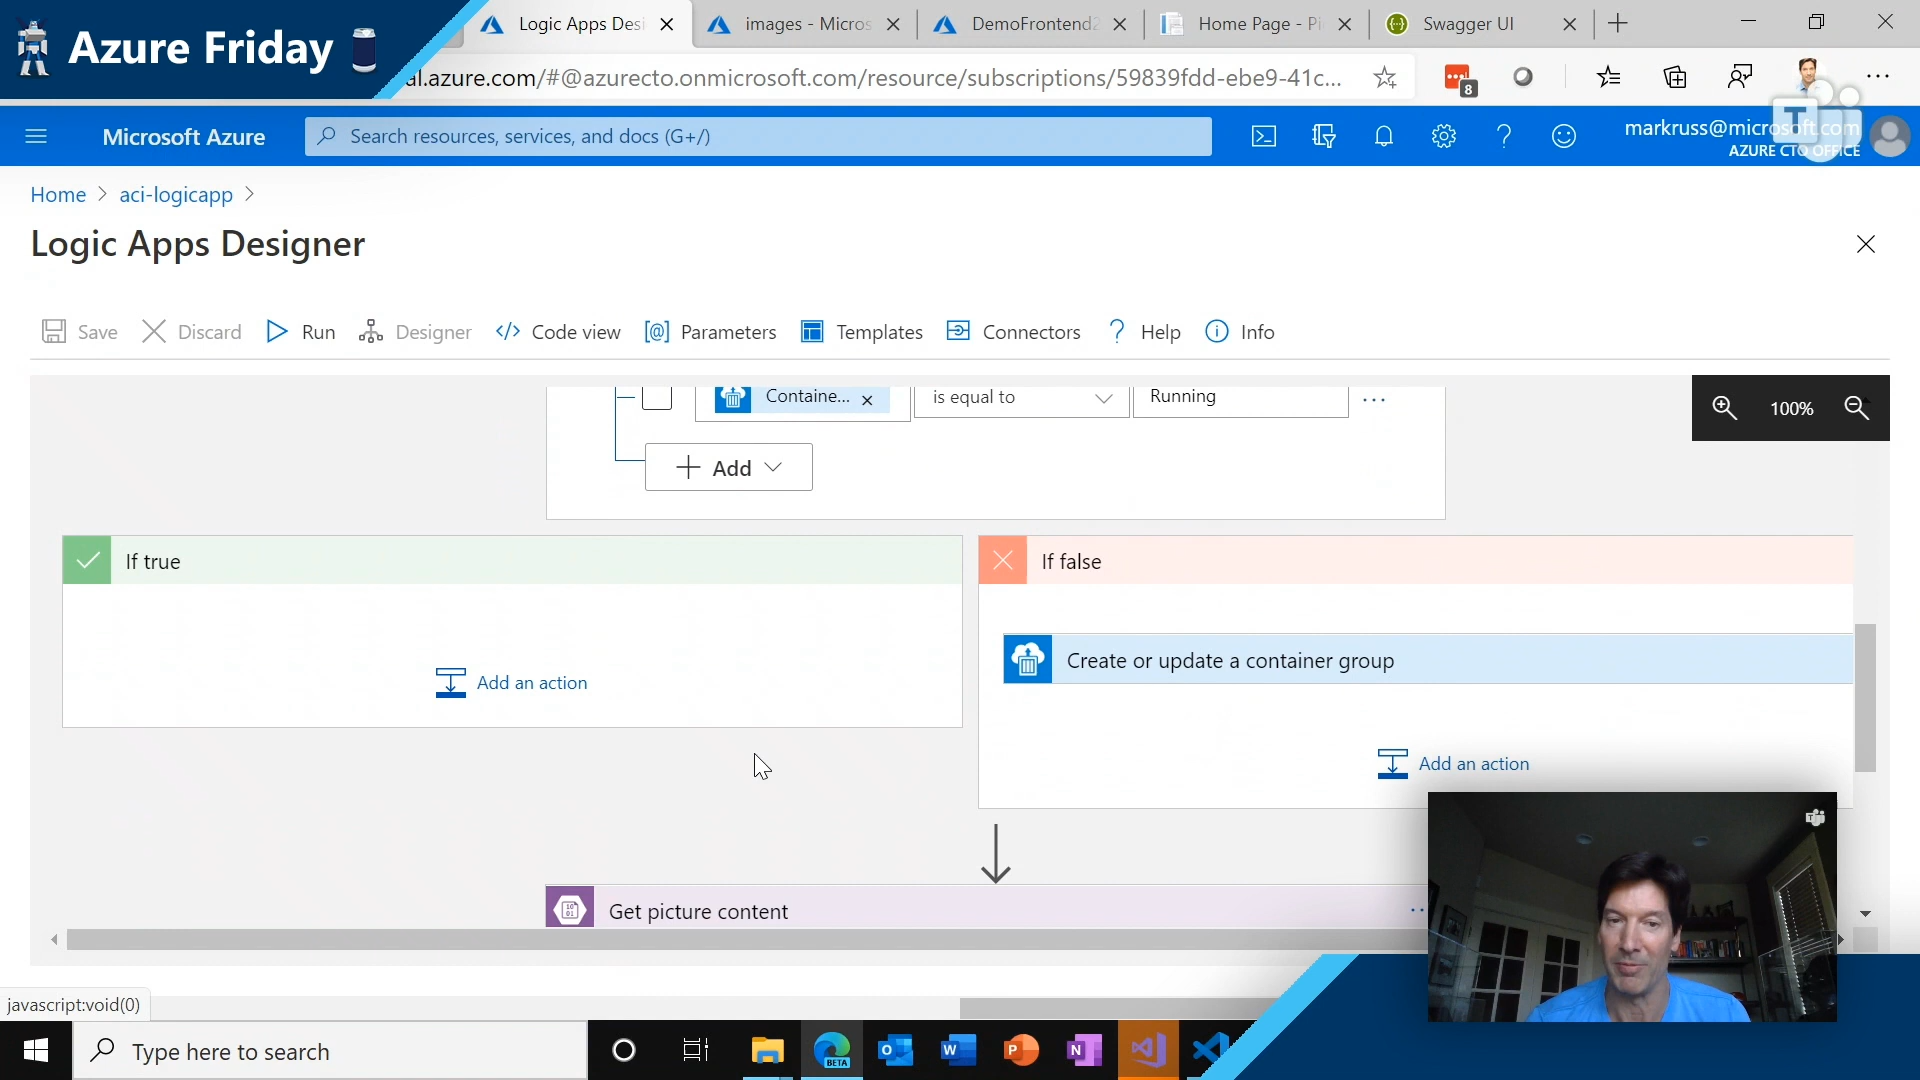 Azure Friday
Logic Apps Desi
images - Micros
DemoFrontend2
Home Page - Pi
Swagger UI
al.azure.com/#@azurecto.onmicrosoft.com/resource/subscriptions/59839fdd-ebe9-41c...
8
Microsoft Azure
Search resources, services, and docs (G+/)
markruss@microsoft.com
AZURE CTO OFFICE
T
Home > aci-logicapp >
Logic Apps Designer
Save
Discard
Run
Designer
Code view
Parameters
Templates
Connectors
Help
Info
Containe...
is equal to
Running
100%
Add
If true
If false
Create or update a container group
Add an action
Add an action
Get picture content
javascript:void(0)
Type here to search
BETA